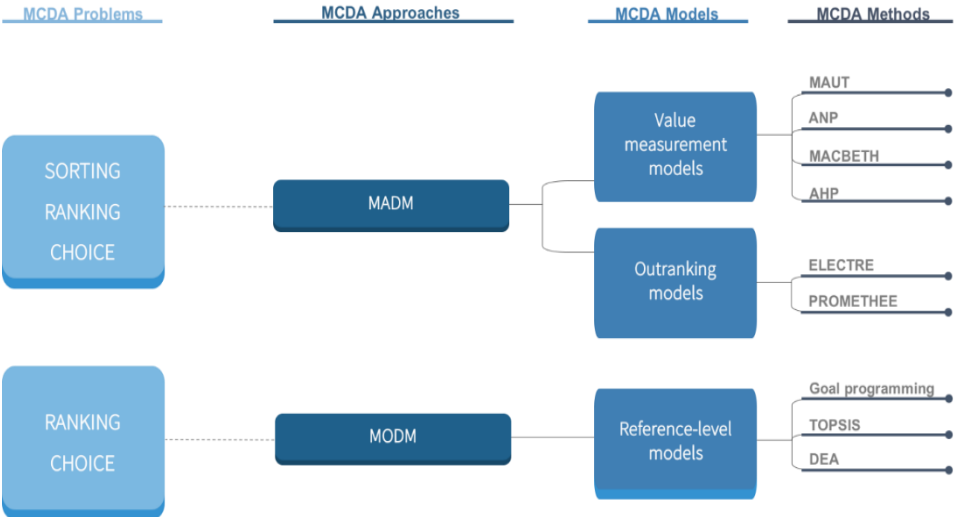 MCDA Problems
MCDA Approaches
MCDA Models
MCDA Methods
SORTING
RANKING
CHOICE
MADM
Value
measurement
models
MAUT
ANP
MACBETH
AHP
Outranking
models
ELECTRE
PROMETHEE
RANKING
CHOICE
MODM
Reference-level
models
Goal programming
TOPSIS
DEA